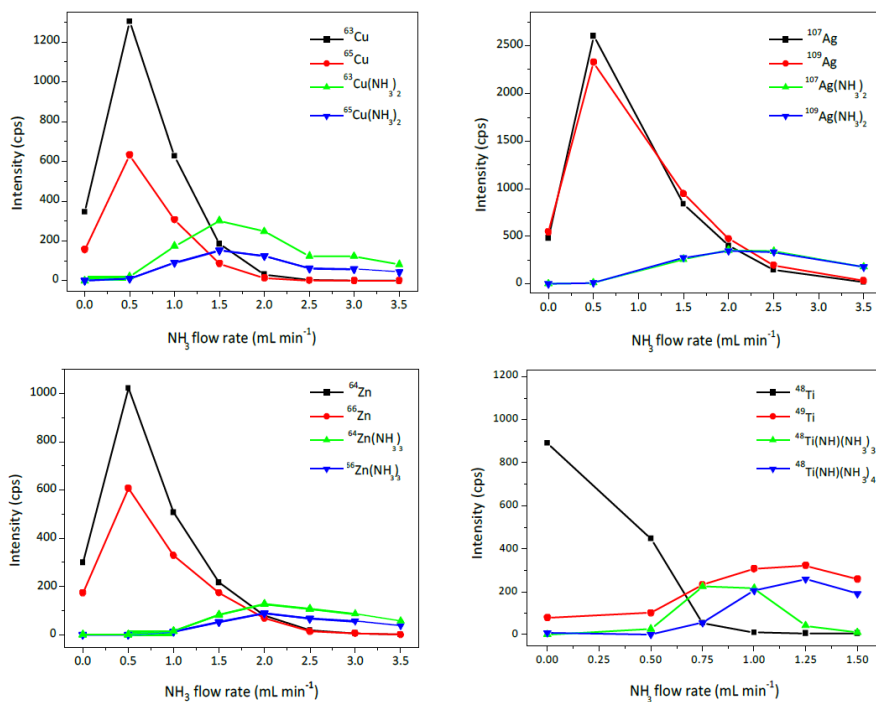 Intensity (cps)
1200
1000
800
600
400
200
0
⁶³Cu
⁶⁵Cu
⁶³Cu(NH₃)₂
⁶⁵Cu(NH₃)₂
0.0 0.5 1.0 1.5 2.0 2.5 3.0 3.5
NH₃ flow rate (mL min⁻¹)
Intensity (cps)
2500
2000
1500
1000
500
0
¹⁰⁷Ag
¹⁰⁹Ag
¹⁰⁷Ag(NH₃)₂
¹⁰⁹Ag(NH₃)₂
0.0 0.5 1.0 1.5 2.0 2.5 3.0 3.5
NH₃ flow rate (mL min⁻¹)
Intensity (cps)
1000
800
600
400
200
0
⁶⁴Zn
⁶⁶Zn
⁶⁴Zn(NH₃)₃
⁵⁶Zn(NH₃)₃
0.0 0.5 1.0 1.5 2.0 2.5 3.0 3.5
NH₃ flow rate (mL min⁻¹)
Intensity (cps)
1200
1000
800
600
400
200
0
⁴⁸Ti
⁴⁹Ti
⁴⁸Ti(NH)(NH₃)₃
⁴⁸Ti(NH)(NH₃)₄
0.00 0.25 0.50 0.75 1.00 1.25 1.50
NH₃ flow rate (mL min⁻¹)